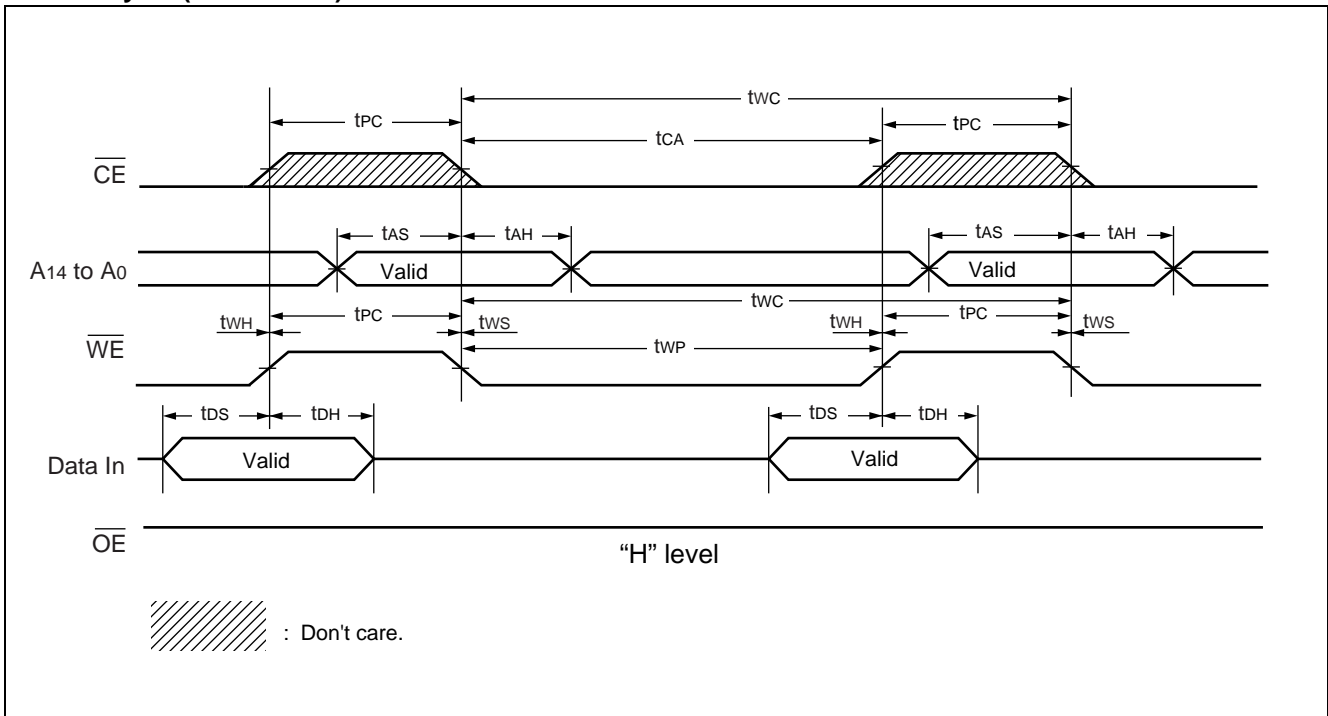 tWC
tPC
tCA
tPC
CE
tAS
tAH
tAS
tAH
A14 to A0
Valid
Valid
tWC
tWH
tPC
tWS
tWH
tPC
tWS
WE
tWP
tDS
tDH
tDS
tDH
Data In
Valid
Valid
OE
“H” level
: Don't care.